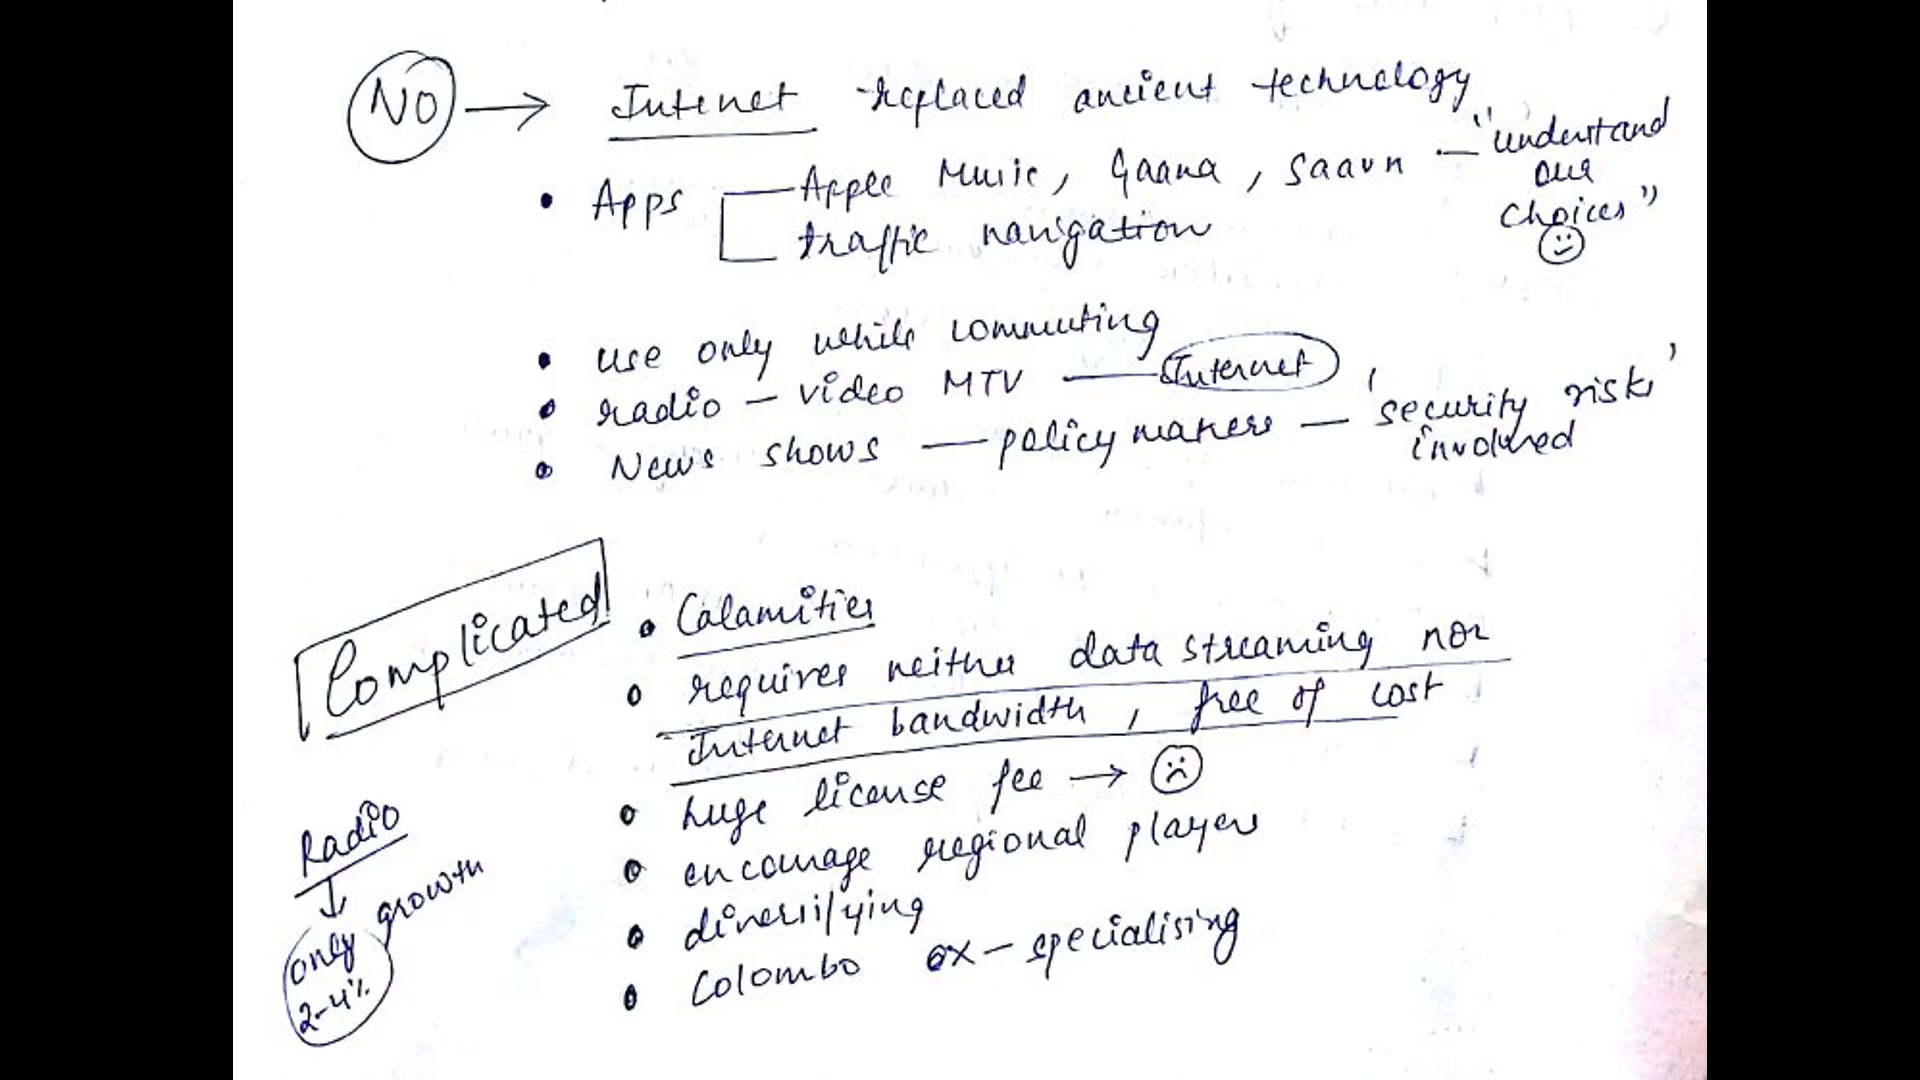 NO → Internet replaced ancient technology
• Apps — Apple Music, Gaana, Saavn — "understand
our
choices"
traffic navigation
• use only while commuting
• radio – video MTV — Internet
• News shows — policy makers — 'security risks'
involved
Complicated
• Calamities
• requires neither data streaming nor
Internet bandwidth, free of cost
• huge license fee →
• encourage regional players
• diversifying
• Colombo ex – specialising
Radio
↓
only growth
2-4%